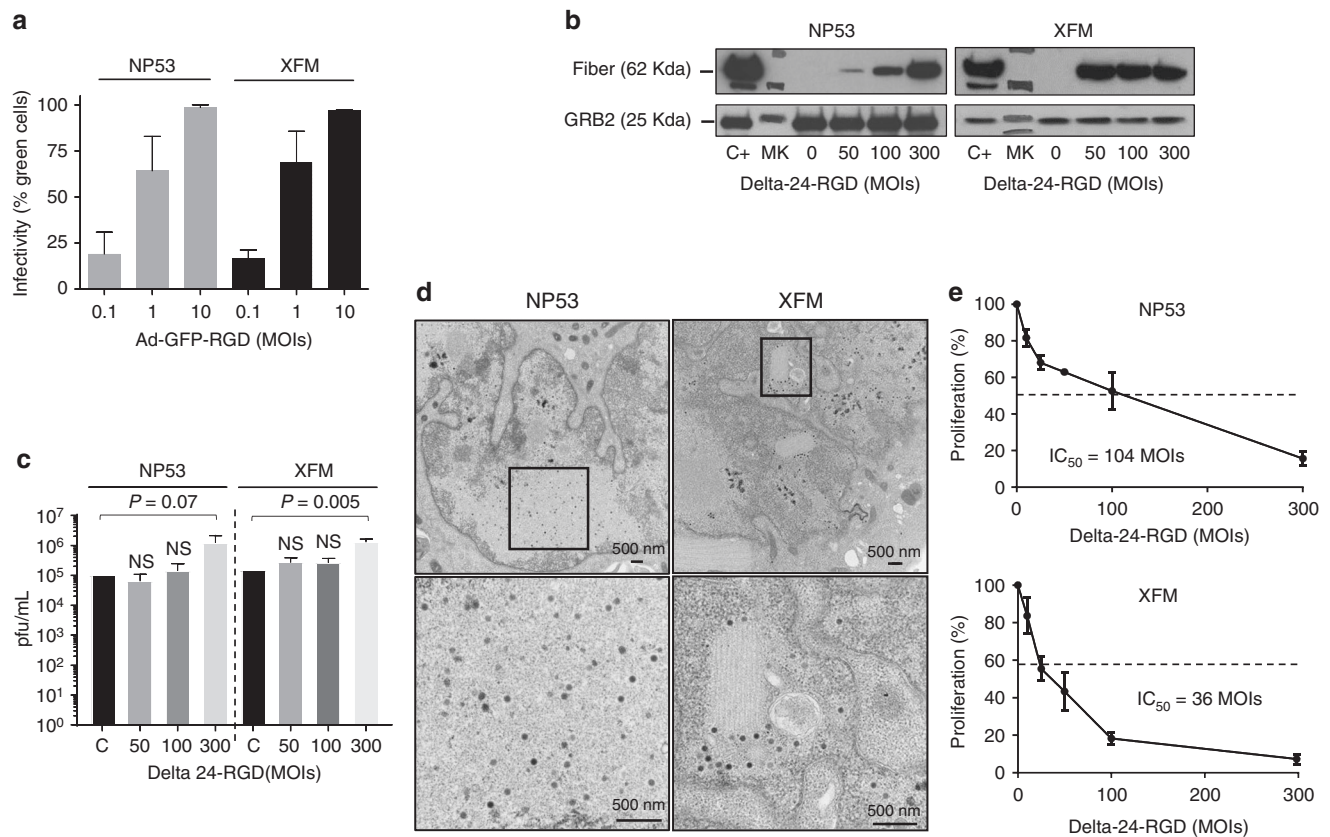 a
NP53 XFM
100
75
50
25
0
Infectivity (% green cells)
0.1 1 10 0.1 1 10
Ad-GFP-RGD (MOIs)
b
NP53 XFM
Fiber (62 Kda)
GRB2 (25 Kda)
C+ MK 0 50 100 300 C+ MK 0 50 100 300
Delta-24-RGD (MOIs) Delta-24-RGD (MOIs)
c
NP53 XFM
P = 0.07 P = 0.005
NS NS NS NS
10⁷
10⁶
10⁵
10⁴
10³
10²
10¹
10⁰
pfu/mL
C 50 100 300 C 50 100 300
Delta 24-RGD(MOIs)
d
NP53 XFM
500 nm 500 nm
500 nm 500 nm
e
NP53
100
80
60
40
20
0
Proliferation (%)
IC₅₀ = 104 MOIs
0 100 200 300
Delta-24-RGD (MOIs)
XFM
100
80
60
40
20
0
Proliferation (%)
IC₅₀ = 36 MOIs
0 100 200 300
Delta-24-RGD (MOIs)